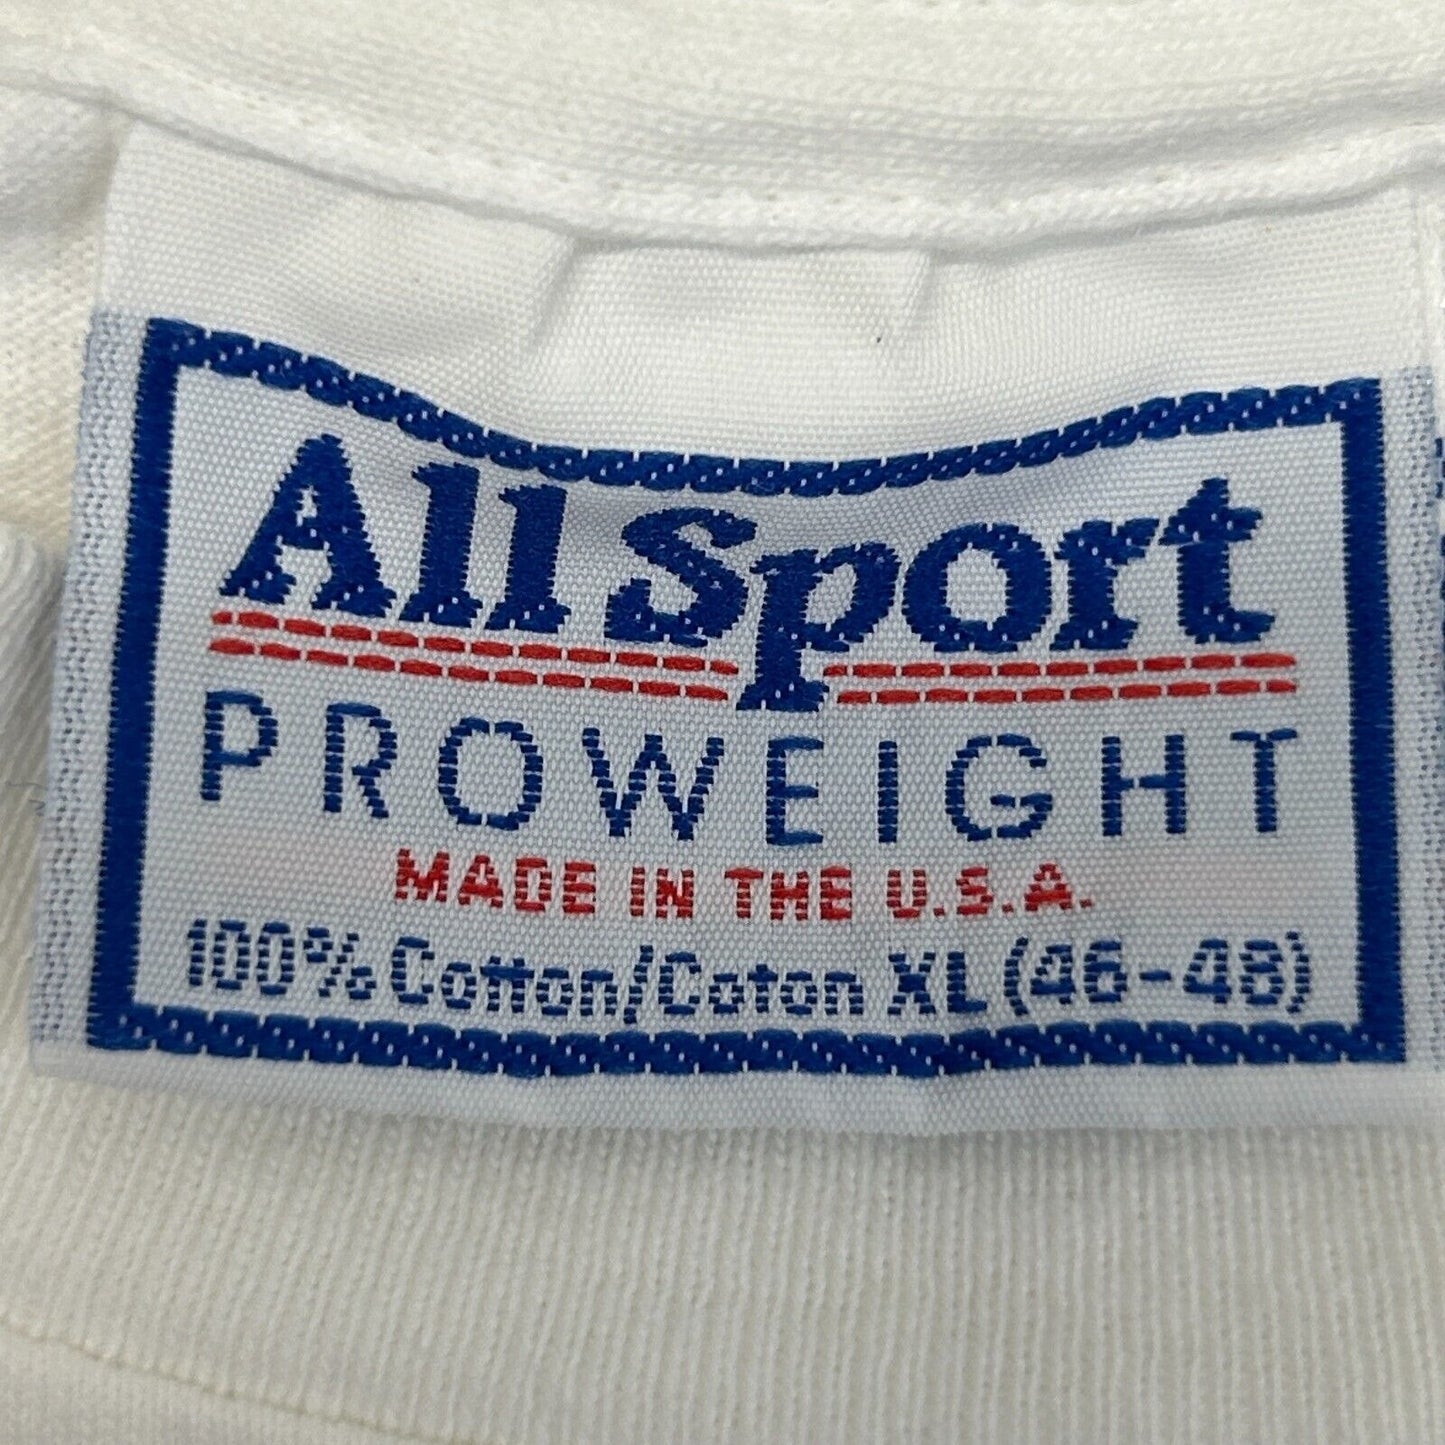 All Sport
PROWEIGHT
MADE IN THE U.S.A.
100% Cotton/Coton XL (46-48)